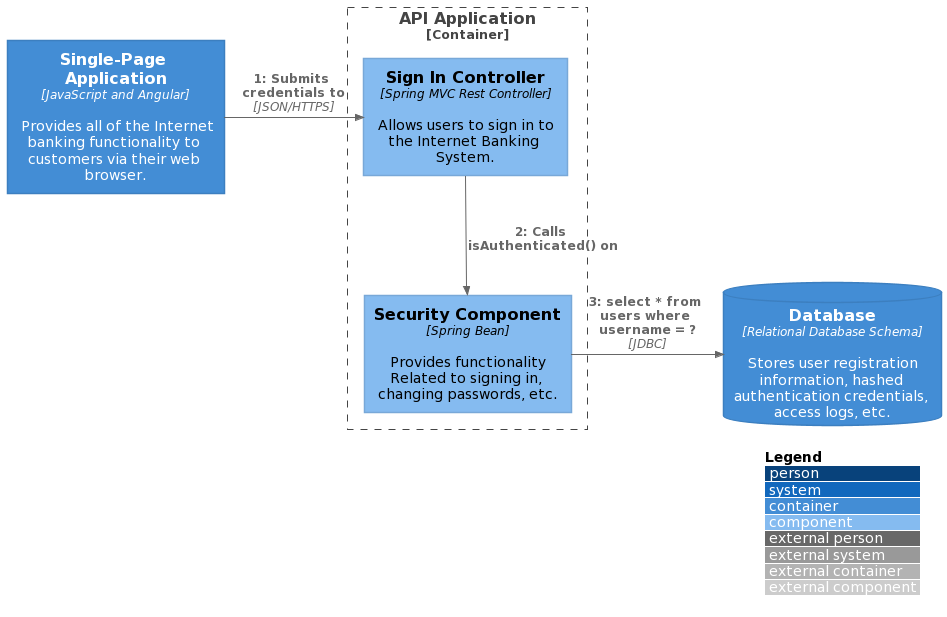 API Application
[Container]
Single-Page
Application
[JavaScript and Angular]
Provides all of the Internet
banking functionality to
customers via their web
browser.
1: Submits
credentials to
[JSON/HTTPS]
Sign In Controller
[Spring MVC Rest Controller]
Allows users to sign in to
the Internet Banking
System.
2: Calls
isAuthenticated() on
Security Component
[Spring Bean]
Provides functionality
Related to signing in,
changing passwords, etc.
3: select * from
users where
username = ?
[JDBC]
Database
[Relational Database Schema]
Stores user registration
information, hashed
authentication credentials,
access logs, etc.
Legend
person
system
container
component
external person
external system
external container
external component